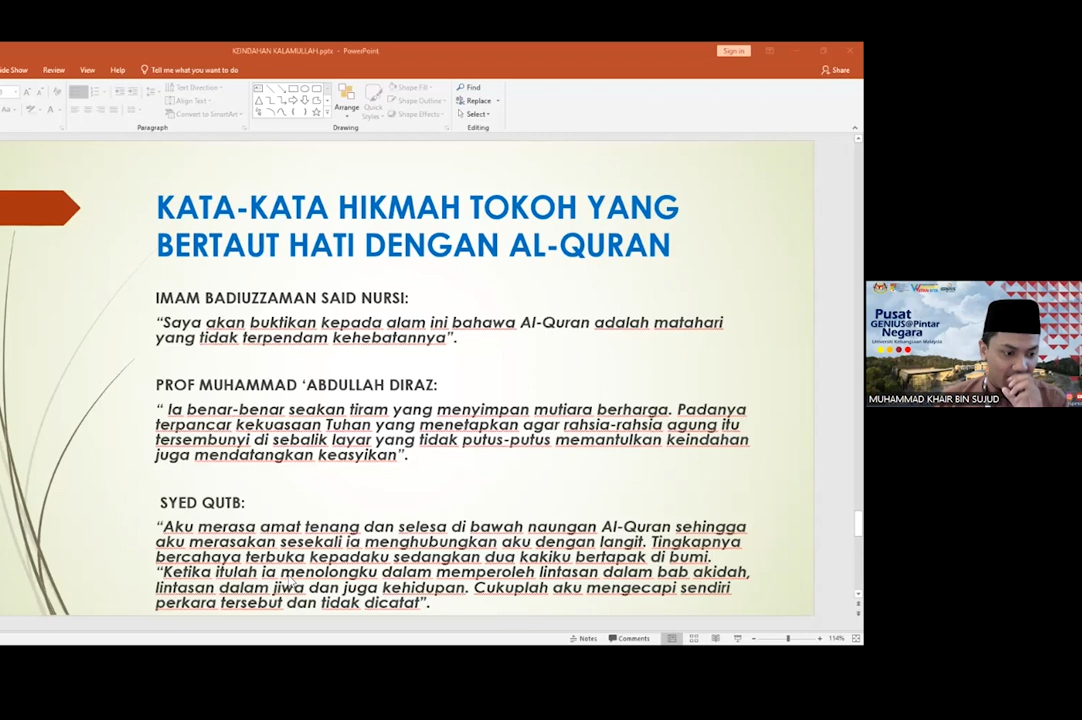 KEINDAHAN KALAMULLAH.pptx - PowerPoint
Sign in
ide Show Review View Help Tell me what you want to do
Share
Text Direction
Align Text
Convert to SmartArt
Arrange
Quick
Styles
Shape Fill
Shape Outline
Shape Effects
Find
Replace
Select
Paragraph
Drawing
Editing
KATA-KATA HIKMAH TOKOH YANG
BERTAUT HATI DENGAN AL-QURAN
IMAM BADIUZZAMAN SAID NURSI:
“Saya akan buktikan kepada alam ini bahawa Al-Quran adalah matahari
yang tidak terpendam kehebatannya”.
PROF MUHAMMAD ‘ABDULLAH DIRAZ:
“ Ia benar-benar seakan tiram yang menyimpan mutiara berharga. Padanya
terpancar kekuasaan Tuhan yang menetapkan agar rahsia-rahsia agung itu
tersembunyi di sebalik layar yang tidak putus-putus memantulkan keindahan
juga mendatangkan keasyikan”.
SYED QUTB:
“Aku merasa amat tenang dan selesa di bawah naungan Al-Quran sehingga
aku merasakan sesekali ia menghubungkan aku dengan langit. Tingkapnya
bercahaya terbuka kepadaku sedangkan dua kakiku bertapak di bumi.
“Ketika itulah ia menolongku dalam memperoleh lintasan dalam bab akidah,
lintasan dalam jiwa dan juga kehidupan. Cukuplah aku mengecapi sendiri
perkara tersebut dan tidak dicatat”.
Notes Comments
114%
Pusat
GENIUS@Pintar
Negara
Universiti Kebangsaan Malaysia
MUHAMMAD KHAIR BIN SUJUD